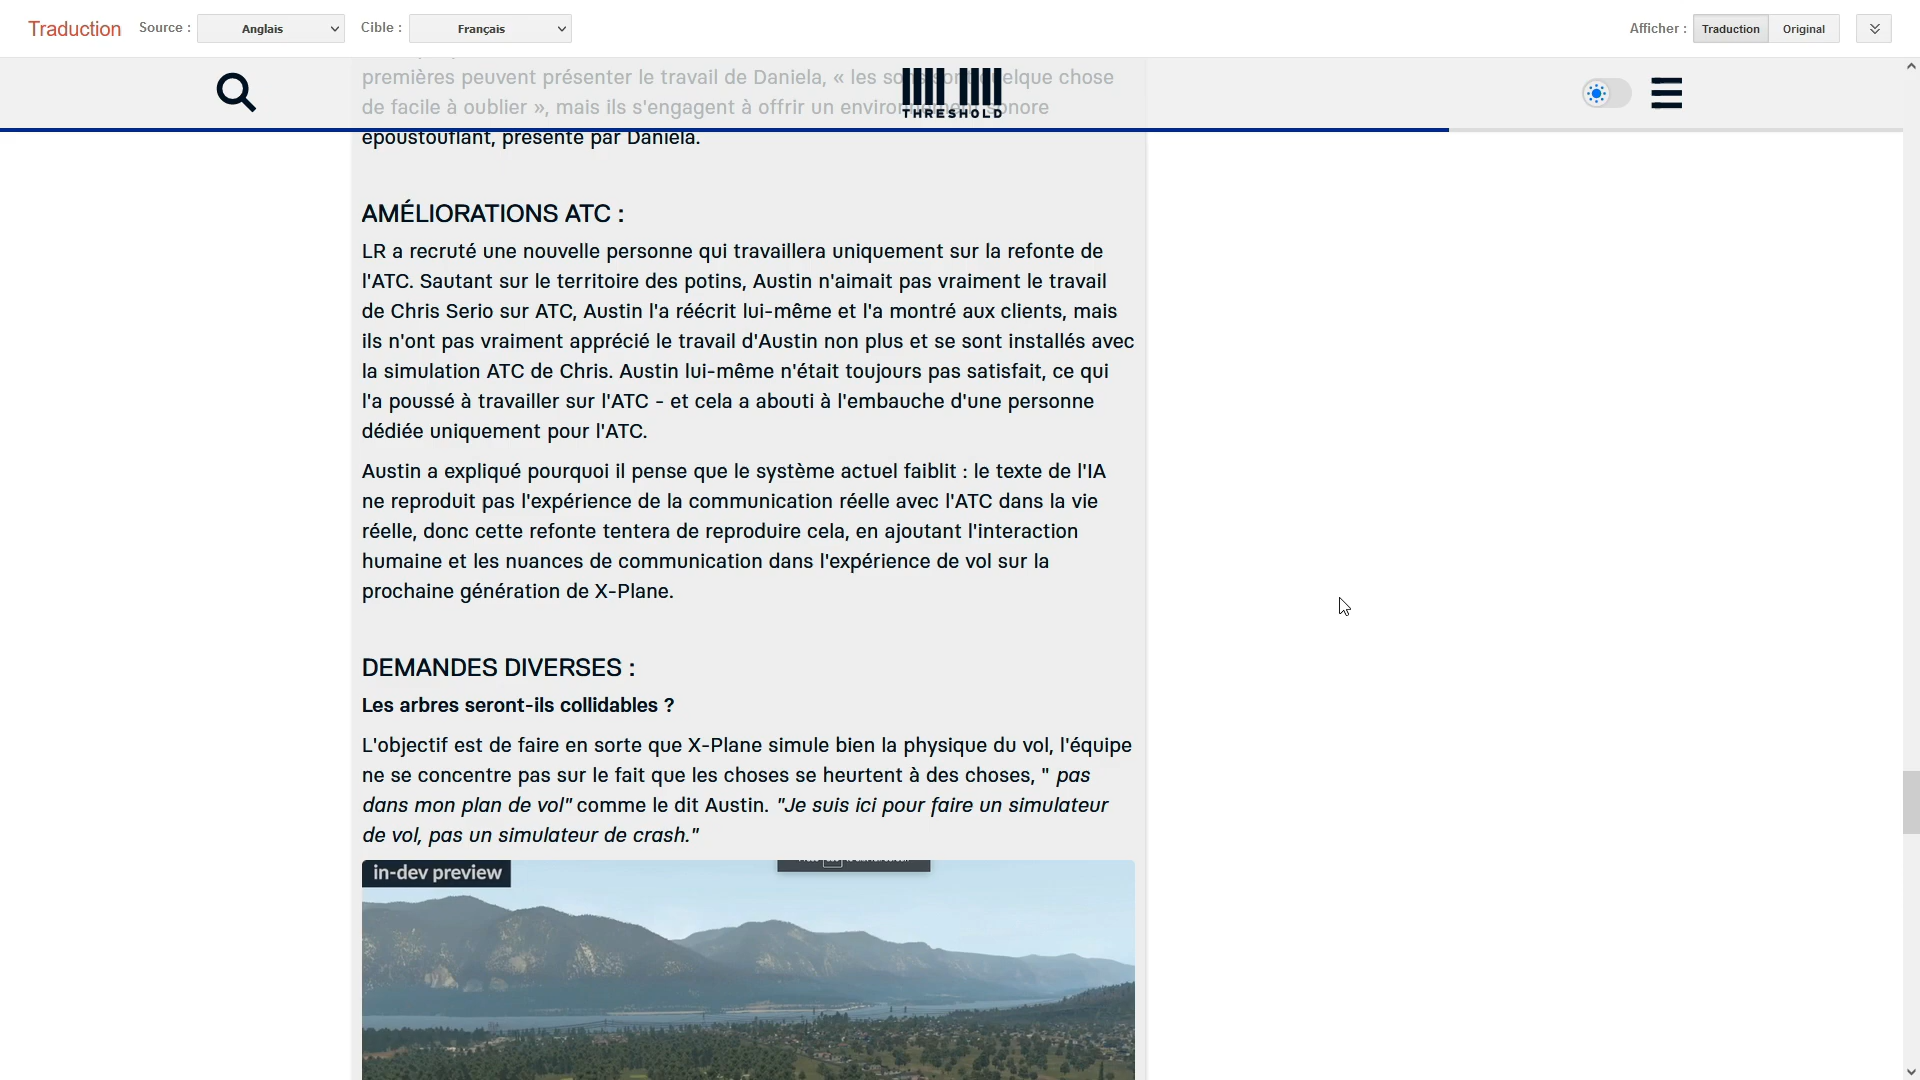 Traduction
Source :
Anglais
Cible :
Français
Afficher :
Traduction
Original
premières peuvent présenter le travail de Daniela, « les sons sont quelque chose
de facile à oublier », mais ils s'engagent à offrir un environnement sonore
THRESHOLD
époustouflant, présenté par Daniela.
AMÉLIORATIONS ATC :
LR a recruté une nouvelle personne qui travaillera uniquement sur la refonte de
l'ATC. Sautant sur le territoire des potins, Austin n'aimait pas vraiment le travail
de Chris Serio sur ATC, Austin l'a réécrit lui-même et l'a montré aux clients, mais
ils n'ont pas vraiment apprécié le travail d'Austin non plus et se sont installés avec
la simulation ATC de Chris. Austin lui-même n'était toujours pas satisfait, ce qui
l'a poussé à travailler sur l'ATC - et cela a abouti à l'embauche d'une personne
dédiée uniquement pour l'ATC.
Austin a expliqué pourquoi il pense que le système actuel faiblit : le texte de l'IA
ne reproduit pas l'expérience de la communication réelle avec l'ATC dans la vie
réelle, donc cette refonte tentera de reproduire cela, en ajoutant l'interaction
humaine et les nuances de communication dans l'expérience de vol sur la
prochaine génération de X-Plane.
DEMANDES DIVERSES :
Les arbres seront-ils collidables ?
L'objectif est de faire en sorte que X-Plane simule bien la physique du vol, l'équipe
ne se concentre pas sur le fait que les choses se heurtent à des choses, " pas
dans mon plan de vol" comme le dit Austin. "Je suis ici pour faire un simulateur
de vol, pas un simulateur de crash."
in-dev preview